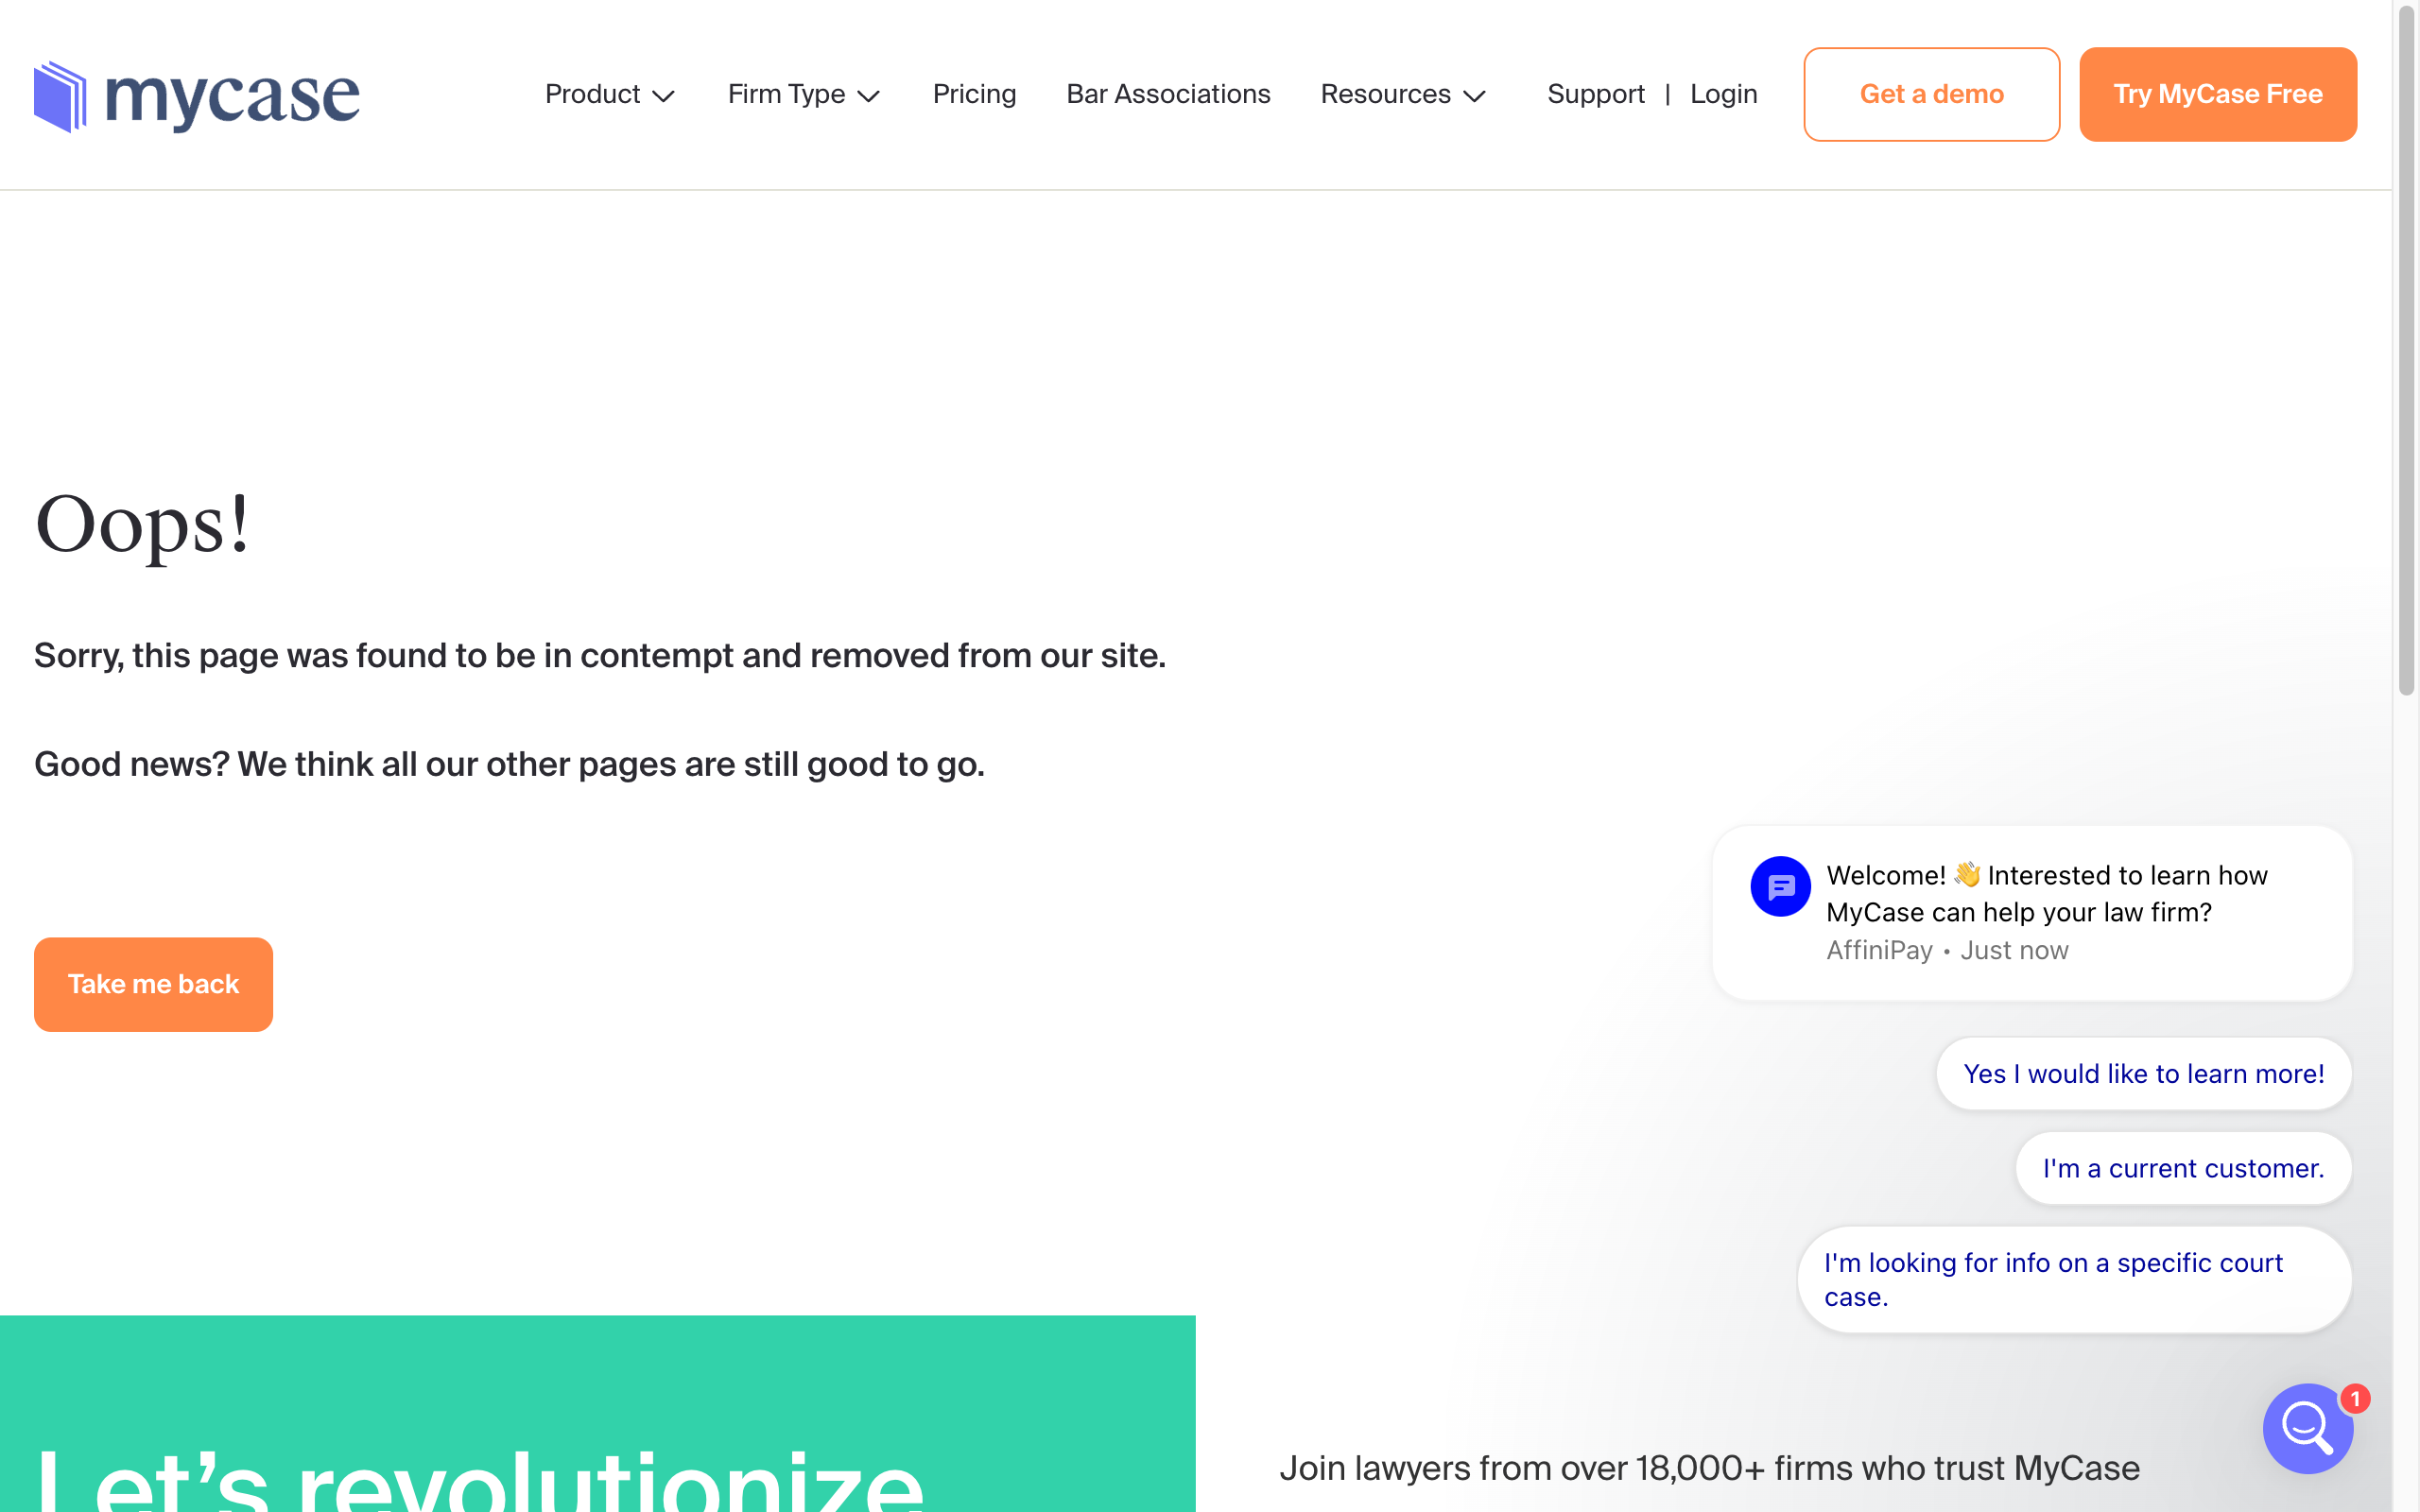 mycase
Product
Firm Type
Pricing
Bar Associations
Resources
Support | Login
Get a demo
Try MyCase Free
Oops!
Sorry, this page was found to be in contempt and removed from our site.
Good news? We think all our other pages are still good to go.
Take me back
Welcome! 👋 Interested to learn how
MyCase can help your law firm?
AffiniPay • Just now
Yes I would like to learn more!
I'm a current customer.
I'm looking for info on a specific court
case.
1
Let’s revolutionize
Join lawyers from over 18,000+ firms who trust MyCase